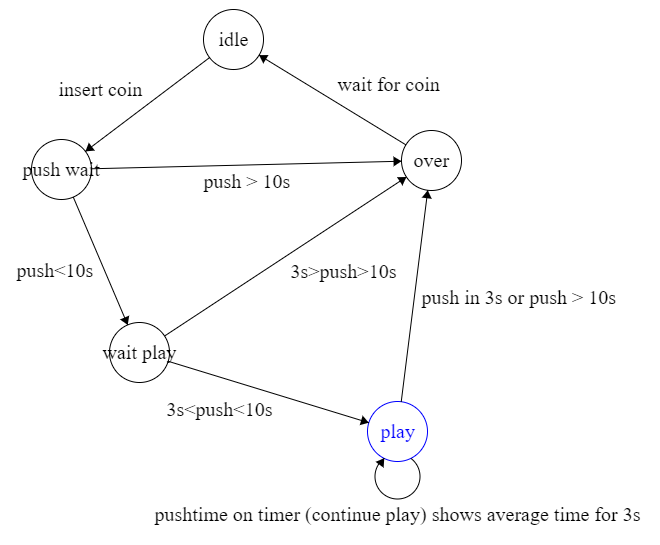 idle
insert coin
wait for coin
push wait
over
push > 10s
push<10s
3s>push>10s
push in 3s or push > 10s
wait play
3s<push<10s
play
pushtime on timer (continue play) shows average time for 3s